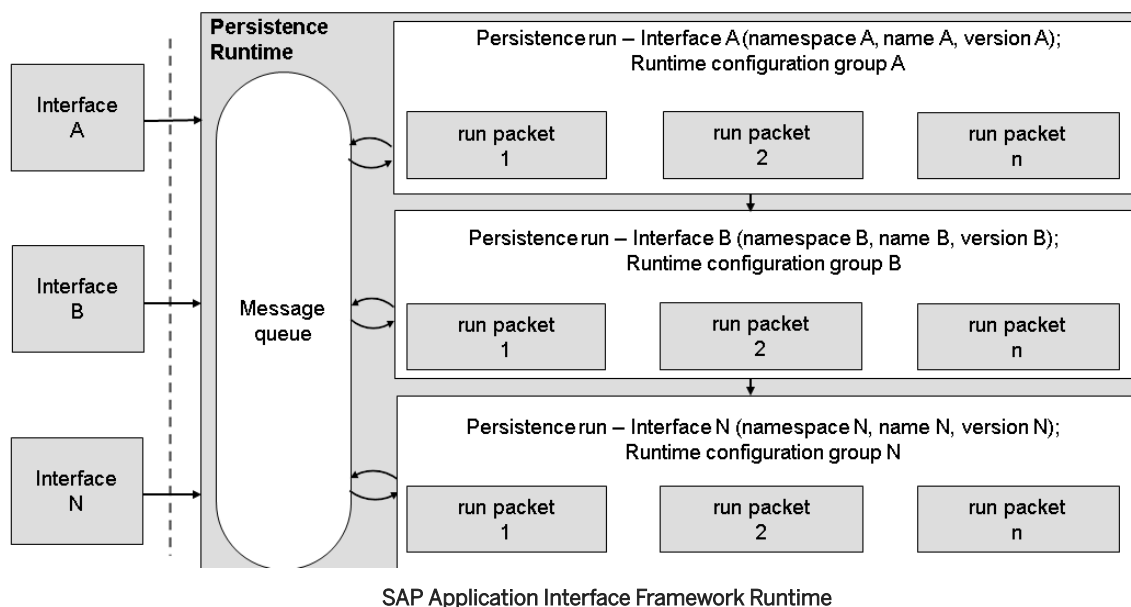 Persistence
Runtime
Interface
A
Interface
B
Interface
N
Message
queue
Persistence run – Interface A (namespace A, name A, version A);
Runtime configuration group A
run packet
1
run packet
2
run packet
n
Persistence run – Interface B (namespace B, name B, version B);
Runtime configuration group B
run packet
1
run packet
2
run packet
n
Persistence run – Interface N (namespace N, name N, version N);
Runtime configuration group N
run packet
1
run packet
2
run packet
n
SAP Application Interface Framework Runtime